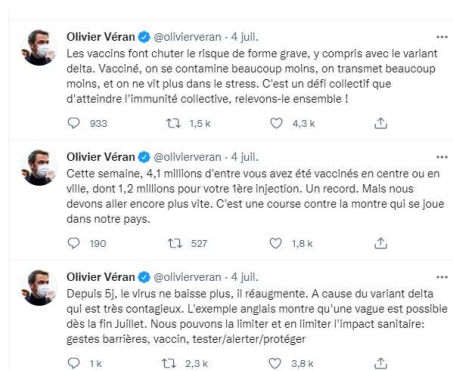 Olivier Véran @olivierveran · 4 juil.
Les vaccins font chuter le risque de forme grave, y compris avec le variant
delta. Vacciné, on se contamine beaucoup moins, on transmet beaucoup
moins, et on ne vit plus dans le stress. C'est un défi collectif que
d'atteindre l'immunité collective, relevons-le ensemble !
933 1,5 k 4,3 k
Olivier Véran @olivierveran · 4 juil.
Cette semaine, 4,1 millions d'entre vous avez été vaccinés en centre ou en
ville, dont 1,2 millions pour votre 1ère injection. Un record. Mais nous
devons aller encore plus vite. C'est une course contre la montre qui se joue
dans notre pays.
190 527 1,8 k
Olivier Véran @olivierveran · 4 juil.
Depuis 5j, le virus ne baisse plus, il réaugmente. A cause du variant delta
qui est très contagieux. L'exemple anglais montre qu'une vague est possible
dès la fin Juillet. Nous pouvons la limiter et en limiter l'impact sanitaire:
gestes barrières, vaccin, tester/alerter/protéger
1 k 2,3 k 3,8 k